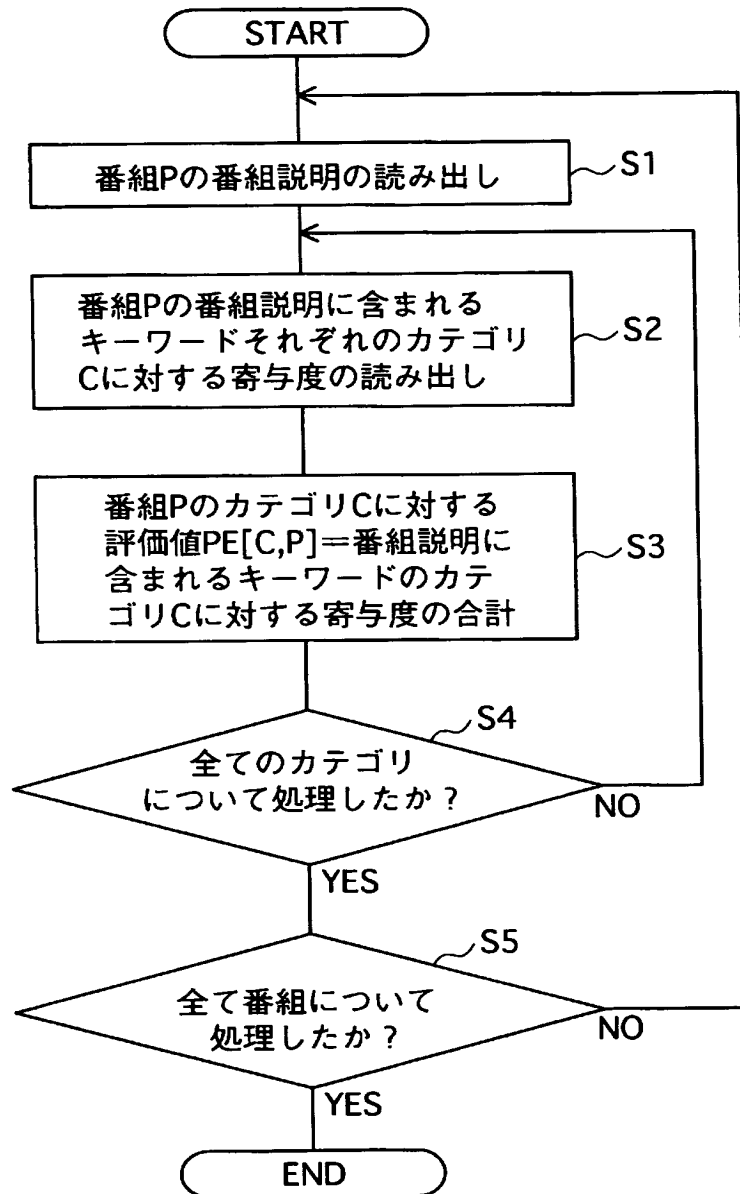 START
番組Pの番組説明の読み出し
S1
番組Pの番組説明に含まれる
キーワードそれぞれのカテゴリ
Cに対する寄与度の読み出し
S2
番組PのカテゴリCに対する
評価値PE[C,P]＝番組説明に
含まれるキーワードのカテ
ゴリCに対する寄与度の合計
S3
S4
全てのカテゴリ
について処理したか？
NO
YES
S5
全て番組について
処理したか？
NO
YES
END